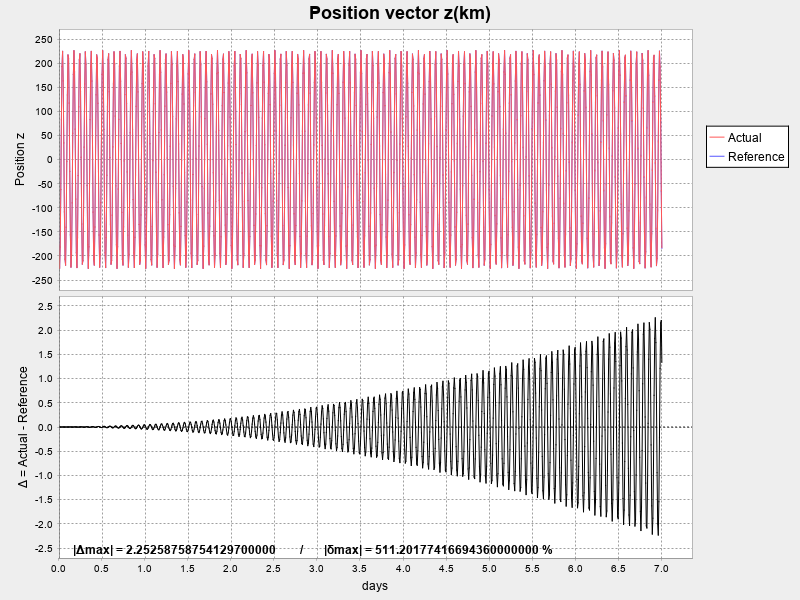 Position vector z(km)
250
200
150
100
50
0
-50
-100
-150
-200
-250
Position z
Actual
Reference
2.5
2.0
1.5
1.0
0.5
0.0
-0.5
-1.0
-1.5
-2.0
-2.5
Δ = Actual - Reference
|Δmax| = 2.25258758754129700000 / |δmax| = 511.20177416694360000000 %
0.0 0.5 1.0 1.5 2.0 2.5 3.0 3.5 4.0 4.5 5.0 5.5 6.0 6.5 7.0
days